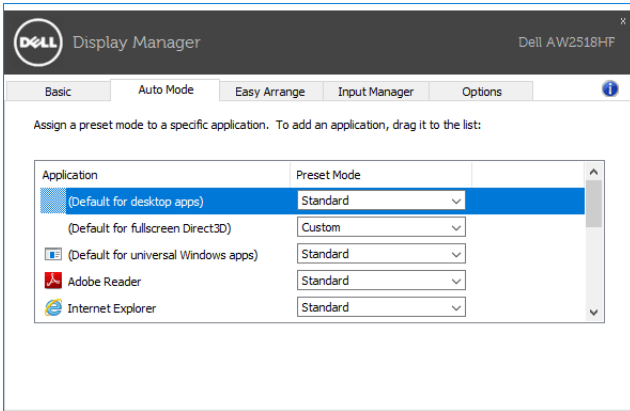 x
DELL Display Manager Dell AW2518HF
Basic Auto Mode Easy Arrange Input Manager Options i
Assign a preset mode to a specific application. To add an application, drag it to the list:
Application Preset Mode
(Default for desktop apps) Standard
(Default for fullscreen Direct3D) Custom
(Default for universal Windows apps) Standard
Adobe Reader Standard
Internet Explorer Standard